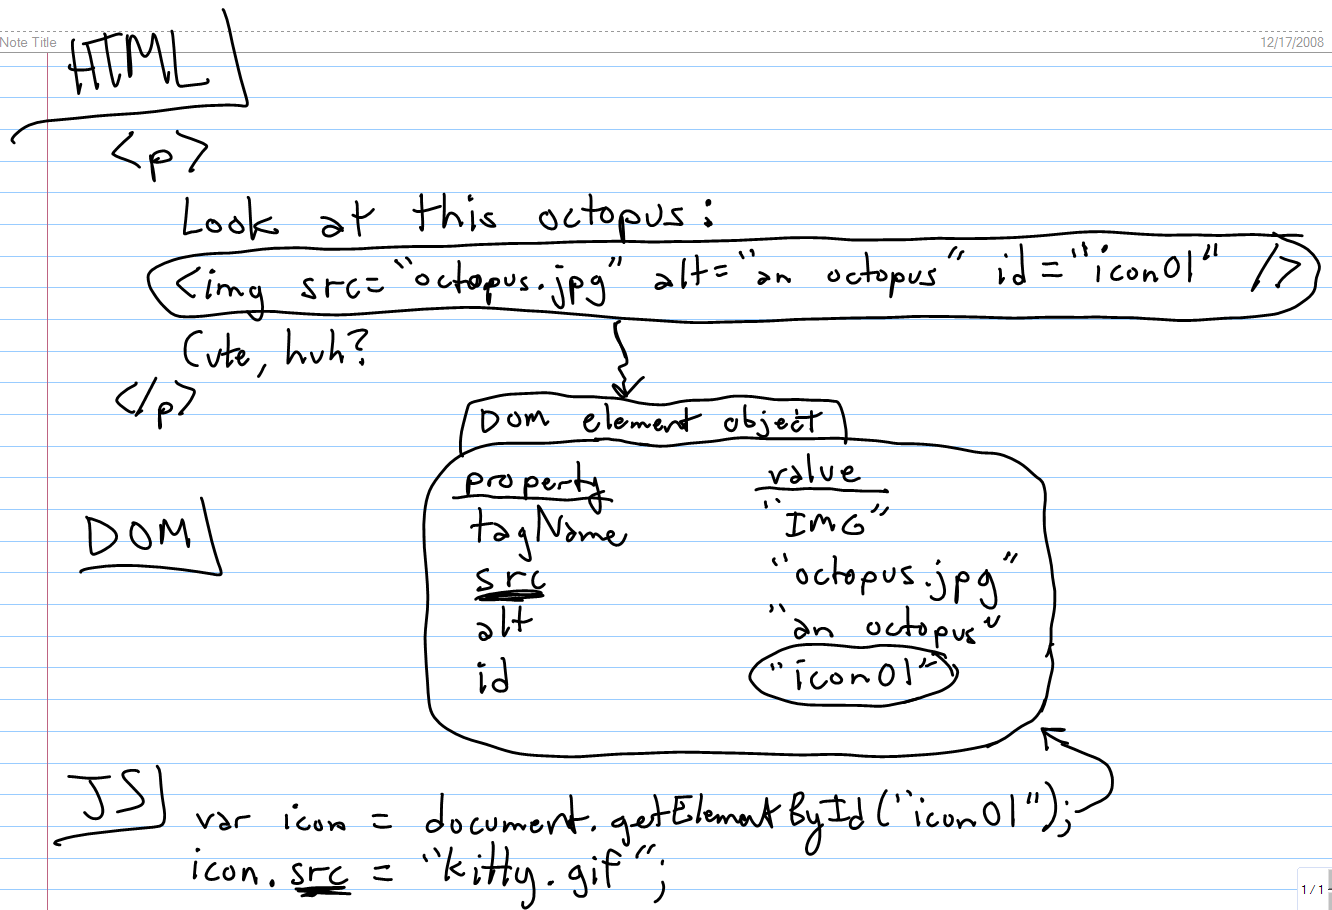 Note Title
12/17/2008
HTML
<p>
Look at this octopus:
<img src="octopus.jpg" alt="an octopus" id="icon01" />
Cute, huh?
</p>
DOM element object
property value
tagName "IMG"
DOM
src "octopus.jpg"
alt "an octopus"
id "icon01"
JS
var icon = document.getElementById("icon01");
icon.src = "kitty.gif";
1/1